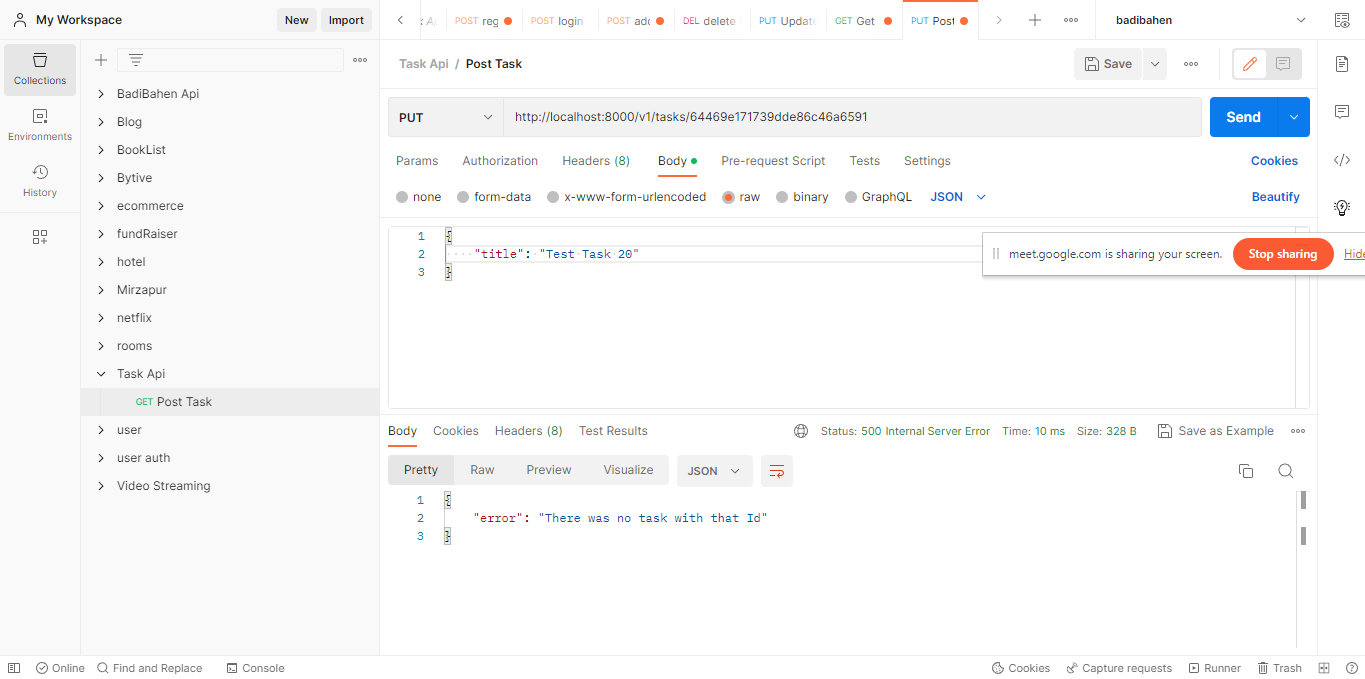 My Workspace
New
Import
POST reg
POST login
POST add
DEL delete
PUT Update
GET Get
PUT Post
badibahen
Collections
Environments
History
BadiBahen Api
Blog
BookList
Bytive
ecommerce
fundRaiser
hotel
Mirzapur
netflix
rooms
Task Api
GET Post Task
user
user auth
Video Streaming
Task Api / Post Task
Save
PUT
http://localhost:8000/v1/tasks/64469e171739dde86c46a6591
Send
Params Authorization Headers (8) Body Pre-request Script Tests Settings
Cookies
none form-data x-www-form-urlencoded raw binary GraphQL JSON
Beautify
1 {
2 "title": "Test Task 20"
3 }
meet.google.com is sharing your screen.
Stop sharing
Hide
Body Cookies Headers (8) Test Results
Status: 500 Internal Server Error Time: 10 ms Size: 328 B
Save as Example
Pretty Raw Preview Visualize JSON
1 {
2 "error": "There was no task with that Id"
3 }
Online
Find and Replace
Console
Cookies
Capture requests
Runner
Trash